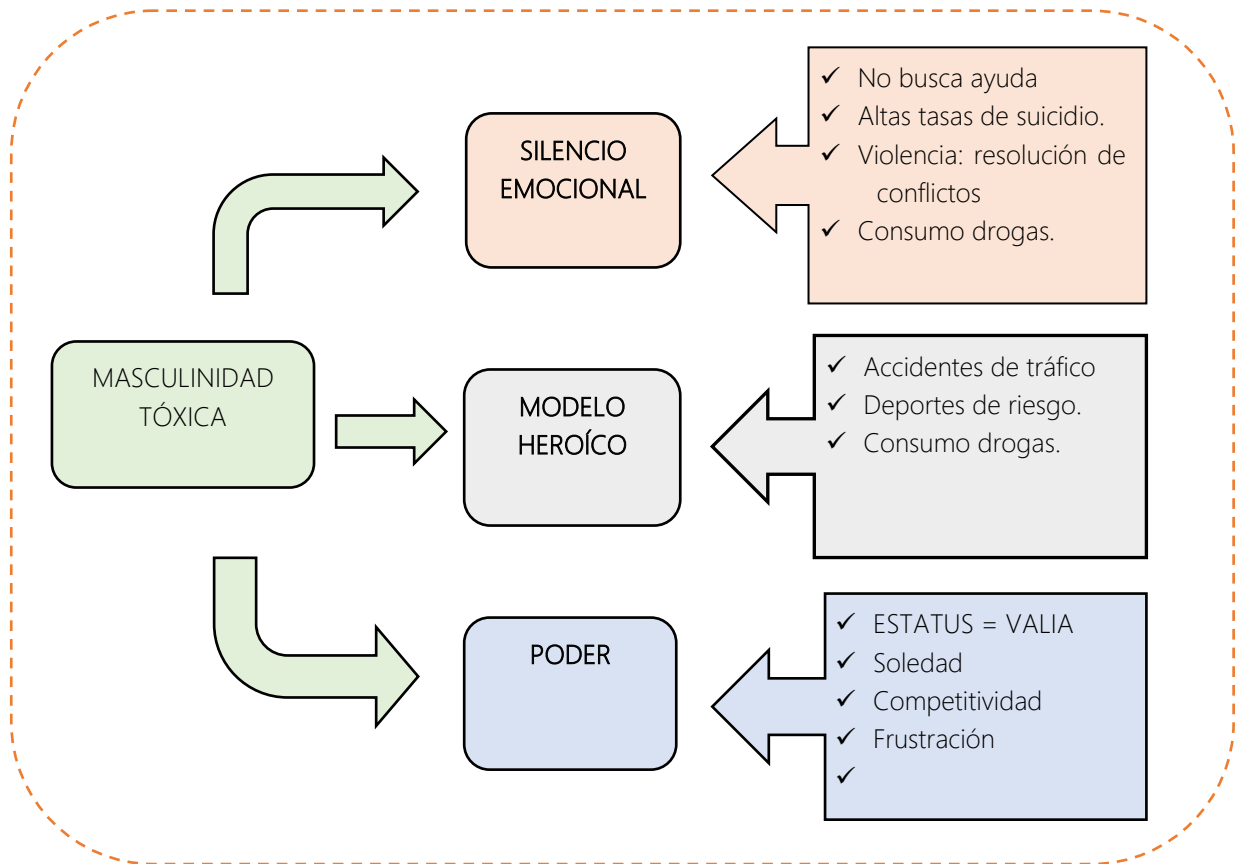 MASCULINIDAD
TÓXICA
SILENCIO
EMOCIONAL
✓ No busca ayuda
✓ Altas tasas de suicidio.
✓ Violencia: resolución de
conflictos
✓ Consumo drogas.
MODELO
HEROÍCO
✓ Accidentes de tráfico
✓ Deportes de riesgo.
✓ Consumo drogas.
PODER
✓ ESTATUS = VALIA
✓ Soledad
✓ Competitividad
✓ Frustración
✓